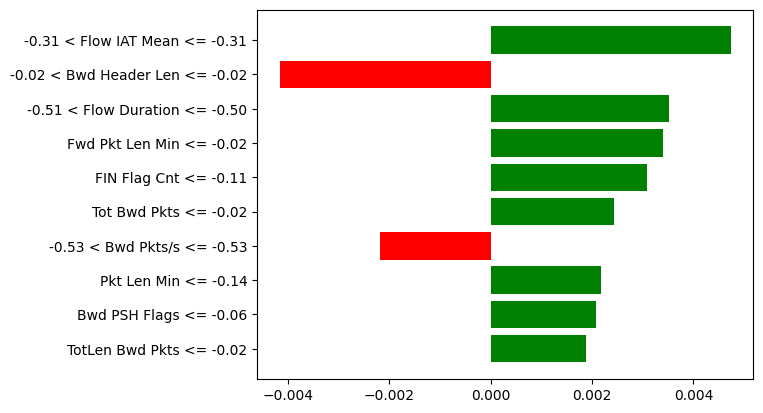 -0.31 < Flow IAT Mean <= -0.31
-0.02 < Bwd Header Len <= -0.02
-0.51 < Flow Duration <= -0.50
Fwd Pkt Len Min <= -0.02
FIN Flag Cnt <= -0.11
Tot Bwd Pkts <= -0.02
-0.53 < Bwd Pkts/s <= -0.53
Pkt Len Min <= -0.14
Bwd PSH Flags <= -0.06
TotLen Bwd Pkts <= -0.02
−0.004 −0.002 0.000 0.002 0.004